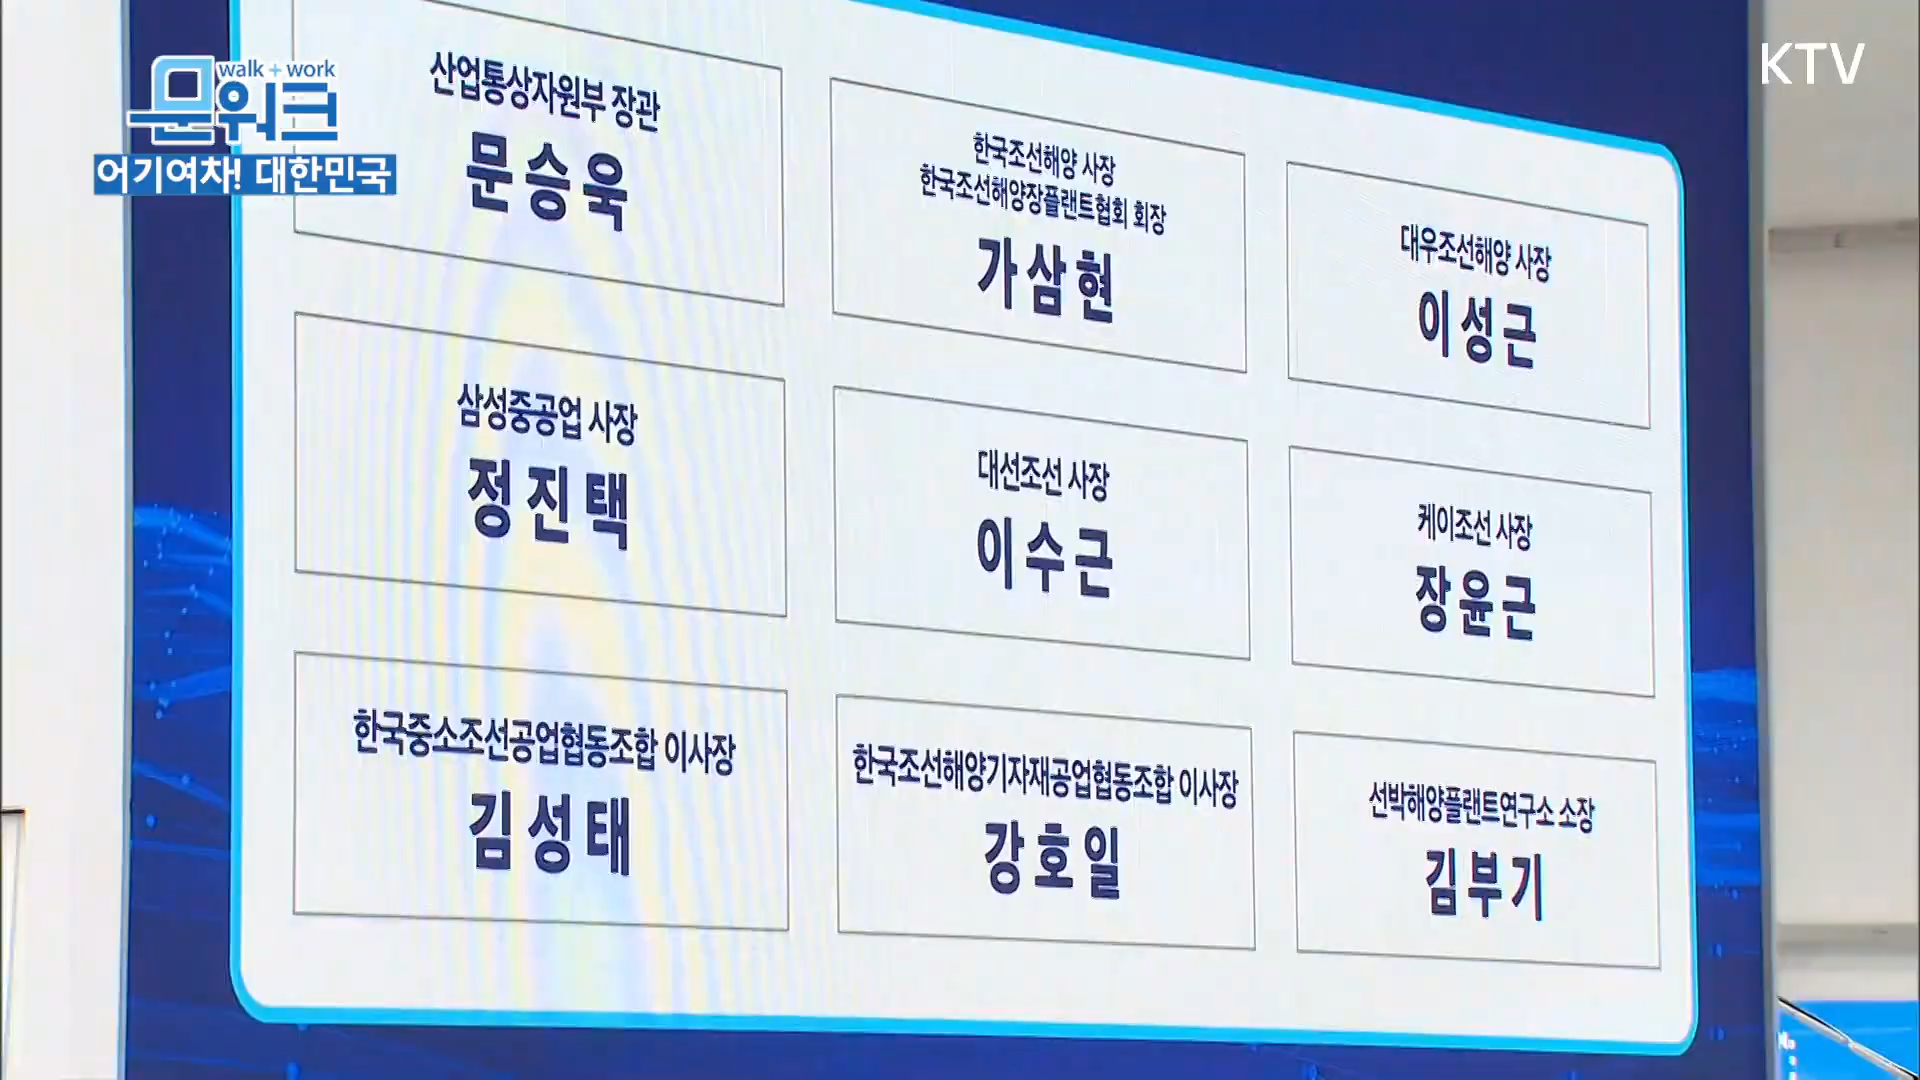 walk + work
문워크
어기여차! 대한민국
KTV
산업통상자원부 장관
문승욱
한국조선해양 사장
한국조선해양장플랜트협회 회장
가삼현
대우조선해양 사장
이성근
삼성중공업 사장
정진택
대선조선 사장
이수근
케이조선 사장
장윤근
한국중소조선공업협동조합 이사장
김성태
한국조선해양기자재공업협동조합 이사장
강호일
선박해양플랜트연구소 소장
김부기